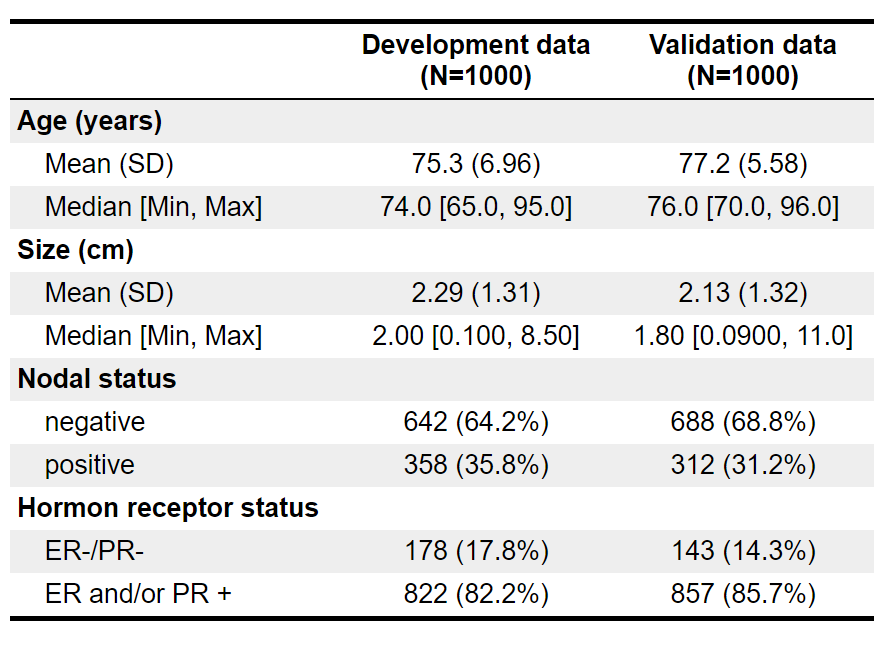 Development data Validation data
(N=1000) (N=1000)
Age (years)
Mean (SD) 75.3 (6.96) 77.2 (5.58)
Median [Min, Max] 74.0 [65.0, 95.0] 76.0 [70.0, 96.0]
Size (cm)
Mean (SD) 2.29 (1.31) 2.13 (1.32)
Median [Min, Max] 2.00 [0.100, 8.50] 1.80 [0.0900, 11.0]
Nodal status
negative 642 (64.2%) 688 (68.8%)
positive 358 (35.8%) 312 (31.2%)
Hormon receptor status
ER-/PR- 178 (17.8%) 143 (14.3%)
ER and/or PR + 822 (82.2%) 857 (85.7%)